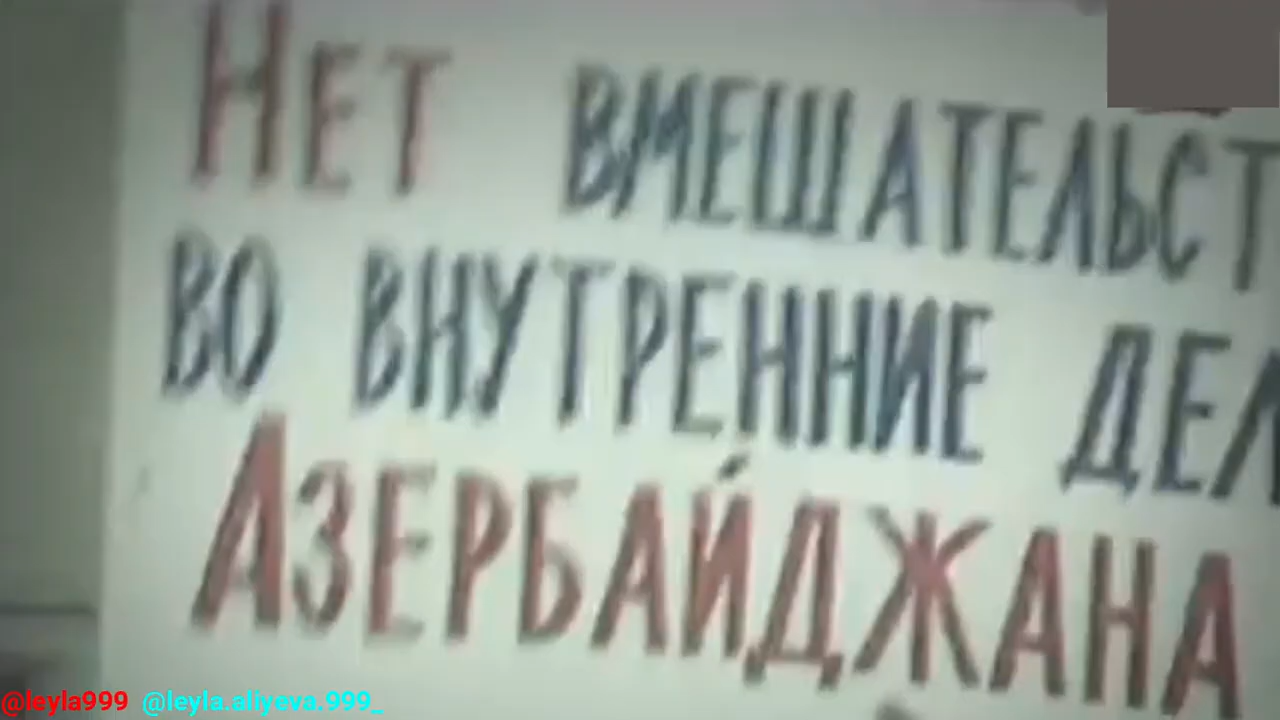 Нет вмешательст
во внутренние дел
Азербайджана
@leyla999 @leyla.aliyeva.999_